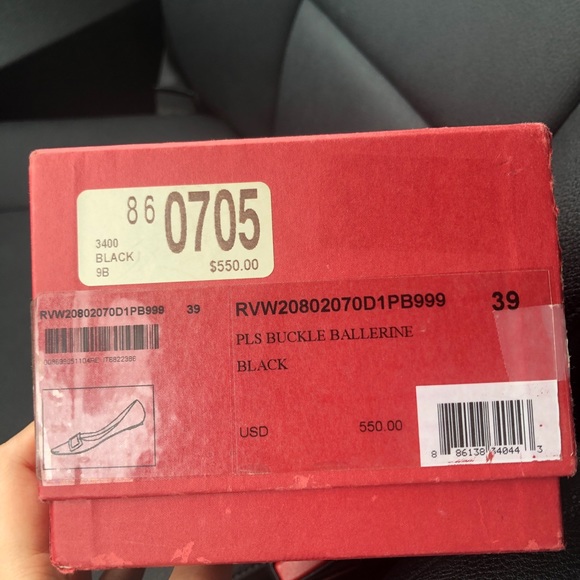 86 0705
3400
BLACK
9B
$550.00
RVW20802070D1PB999 39
RVW20802070D1PB999 39
PLS BUCKLE BALLERINE
BLACK
USD 550.00
8 86138 34044 3